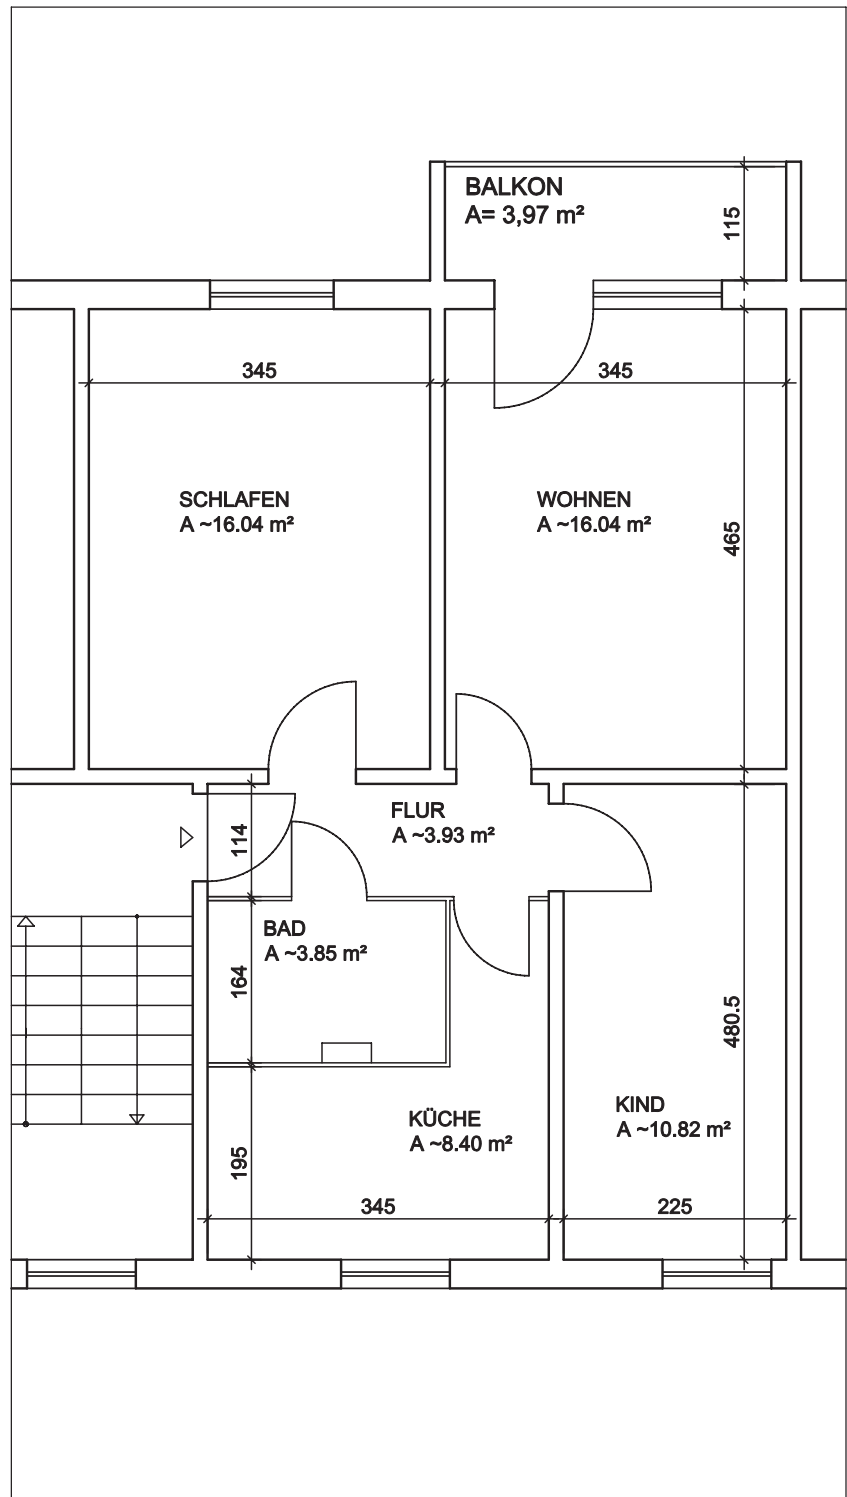 BALKON
A= 3,97 m²
115
345
345
SCHLAFEN
A ~16.04 m²
WOHNEN
A ~16.04 m²
465
FLUR
A ~3.93 m²
114
BAD
A ~3.85 m²
164
480.5
KÜCHE
A ~8.40 m²
KIND
A ~10.82 m²
195
345
225